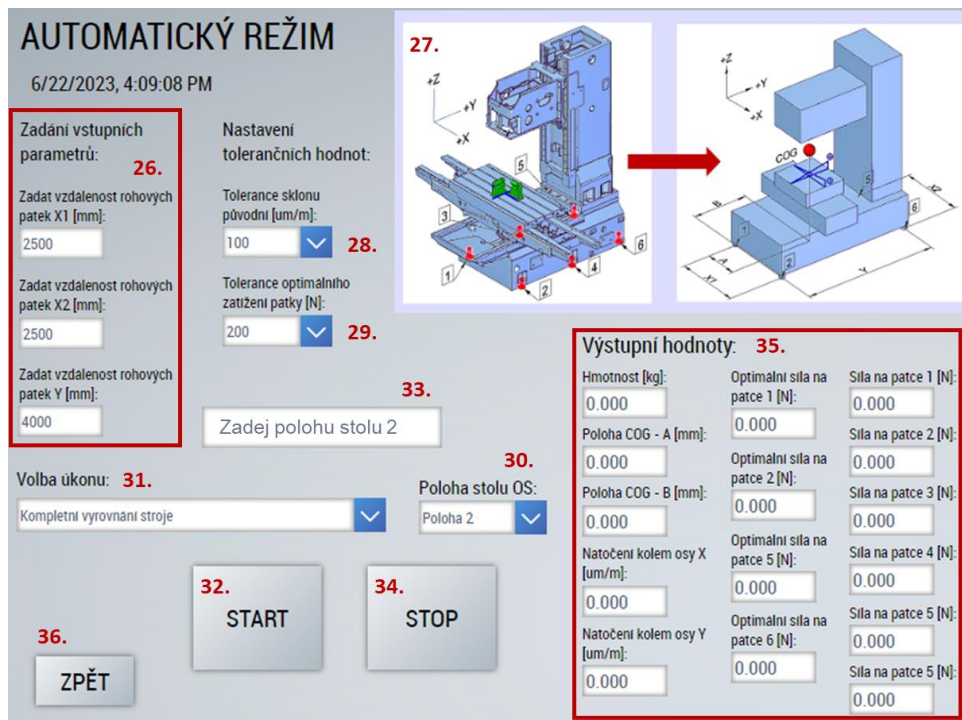 AUTOMATICKÝ REŽIM
6/22/2023, 4:09:08 PM
Zadání vstupních
parametrů:
26.
Zadat vzdálenost rohových
patek X1 [mm]:
2500
Zadat vzdálenost rohových
patek X2 [mm]:
2500
Zadat vzdálenost rohových
patek Y [mm]:
4000
Nastavení
tolerančních hodnot:
Tolerance sklonu
původní [um/m]:
100
28.
Tolerance optimalního
zatížení patky [N]:
200
29.
27.
+Z
+Y
+X
5
3
1
2
4
6
+Z
+Y
+X
COG
B
A
1
2
5
6
X1
X2
Y
33.
Zadej polohu stolu 2
Volba úkonu:
31.
Kompletní vyrovnání stroje
30.
Poloha stolu OS:
Poloha 2
32.
START
34.
STOP
36.
ZPĚT
Výstupní hodnoty:
35.
Hmotnost [kg]:
0.000
Poloha COG - A [mm]:
0.000
Poloha COG - B [mm]:
0.000
Natočení kolem osy X
[um/m]:
0.000
Natočení kolem osy Y
[um/m]:
0.000
Optimální síla na
patce 1 [N]:
0.000
Optimální síla na
patce 2 [N]:
0.000
Optimální síla na
patce 5 [N]:
0.000
Optimální síla na
patce 6 [N]:
0.000
Síla na patce 1 [N]:
0.000
Síla na patce 2 [N]:
0.000
Síla na patce 3 [N]:
0.000
Síla na patce 4 [N]:
0.000
Síla na patce 5 [N]:
0.000
Síla na patce 5 [N]:
0.000